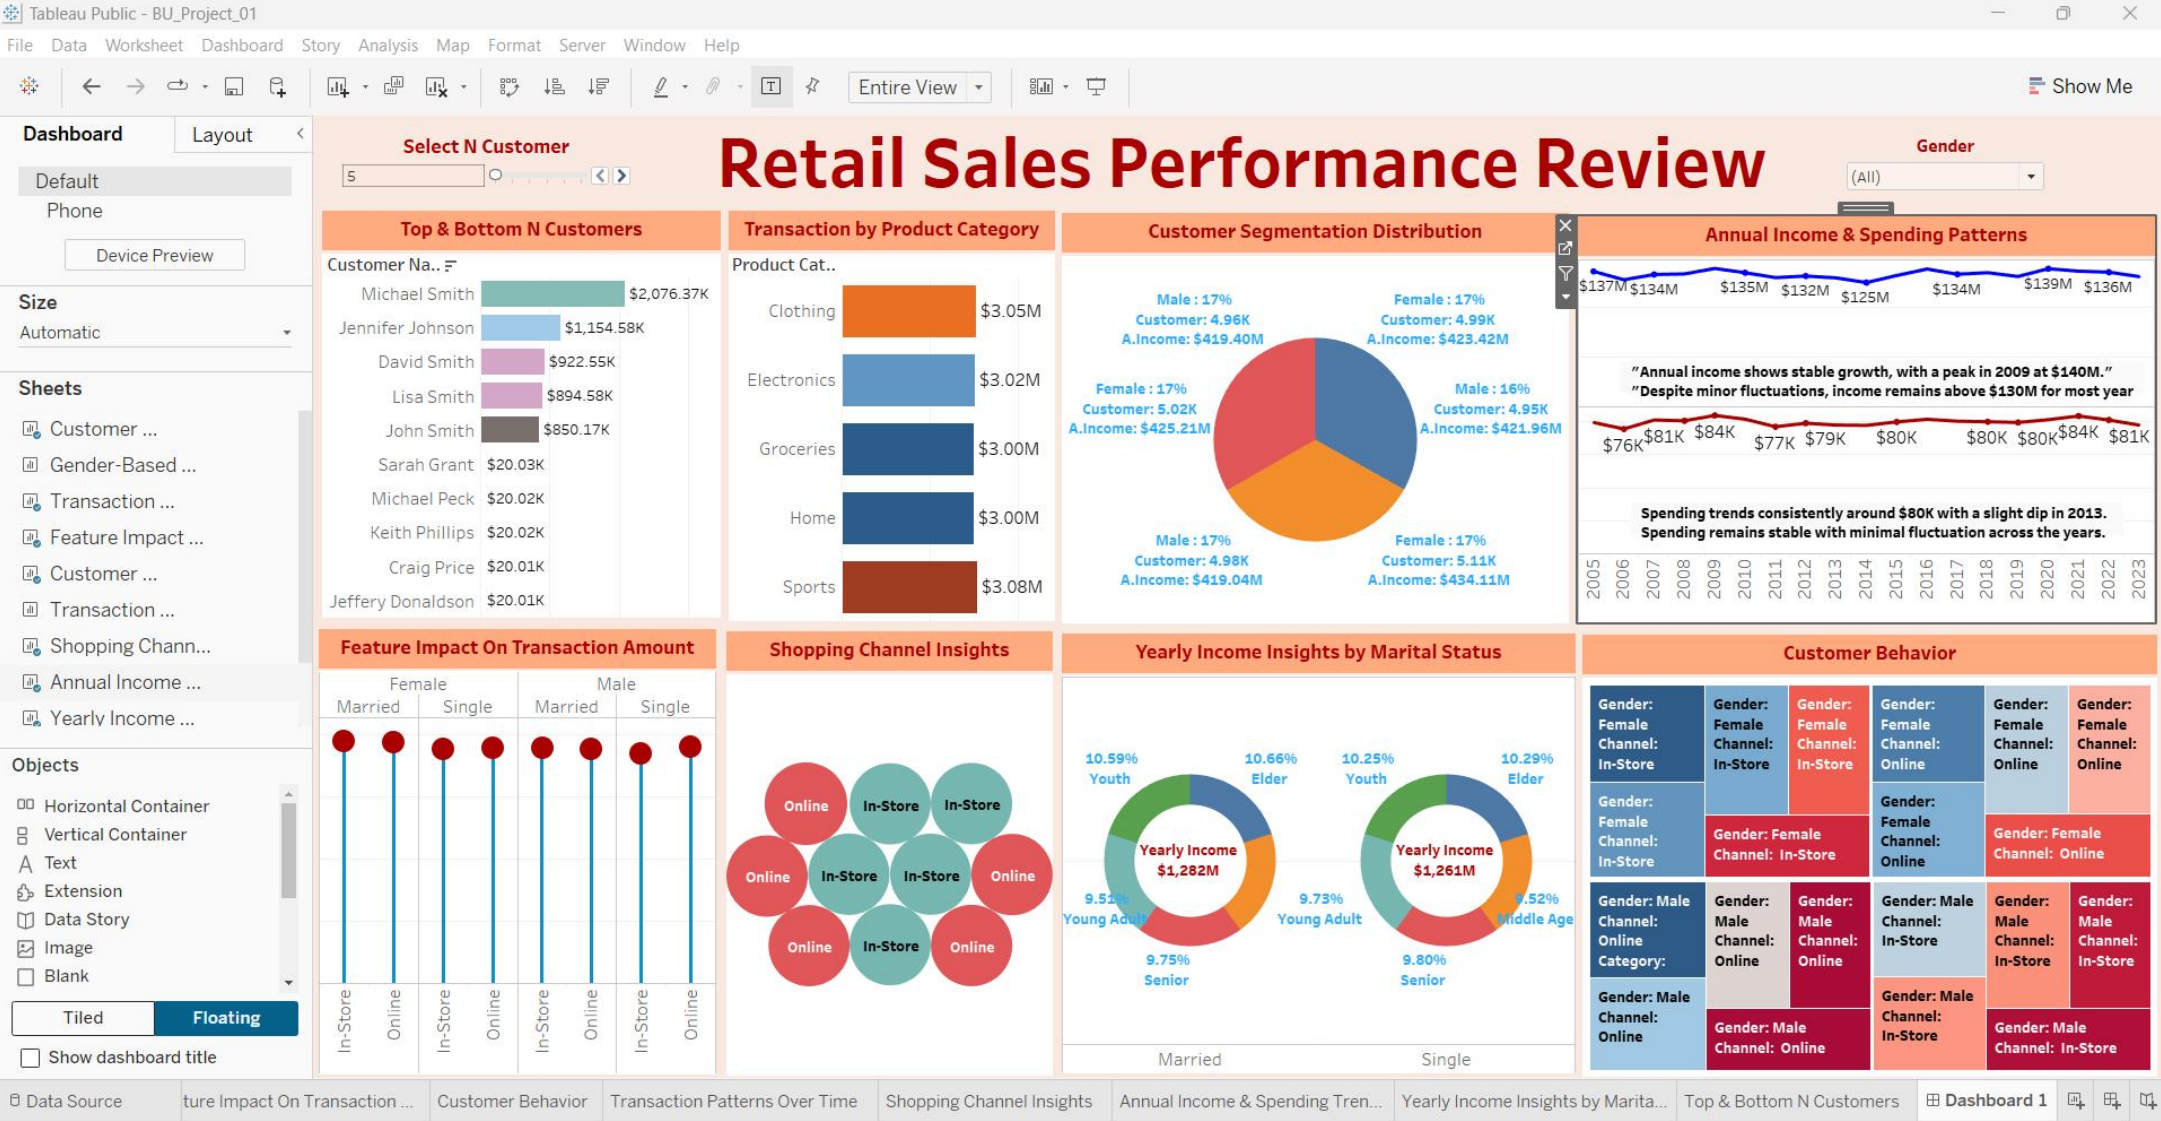 Tableau Public - BU_Project_01
File Data Worksheet Dashboard Story Analysis Map Format Server Window Help
Entire View
Show Me
Dashboard
Layout
Default
Phone
Device Preview
Size
Automatic
Sheets
Customer ...
Gender-Based ...
Transaction ...
Feature Impact ...
Customer ...
Transaction ...
Shopping Chann...
Annual Income ...
Yearly Income ...
Objects
Horizontal Container
Vertical Container
Text
Extension
Data Story
Image
Blank
Tiled
Floating
Show dashboard title
Select N Customer
5
Retail Sales Performance Review
Gender
(All)
Top & Bottom N Customers
Customer Na..
Michael Smith $2,076.37K
Jennifer Johnson $1,154.58K
David Smith $922.55K
Lisa Smith $894.58K
John Smith $850.17K
Sarah Grant $20.03K
Michael Peck $20.02K
Keith Phillips $20.02K
Craig Price $20.01K
Jeffery Donaldson $20.01K
Transaction by Product Category
Product Cat..
Clothing $3.05M
Electronics $3.02M
Groceries $3.00M
Home $3.00M
Sports $3.08M
Customer Segmentation Distribution
Male : 17%
Customer: 4.96K
A.Income: $419.40M
Female : 17%
Customer: 4.99K
A.Income: $423.42M
Female : 17%
Customer: 5.02K
A.Income: $425.21M
Male : 16%
Customer: 4.95K
A.Income: $421.96M
Male : 17%
Customer: 4.98K
A.Income: $419.04M
Female : 17%
Customer: 5.11K
A.Income: $434.11M
Annual Income & Spending Patterns
$137M $134M $135M $132M $125M $134M $139M $136M
"Annual income shows stable growth, with a peak in 2009 at $140M."
"Despite minor fluctuations, income remains above $130M for most year
$76K $81K $84K $77K $79K $80K $80K $80K $84K $81K
Spending trends consistently around $80K with a slight dip in 2013.
Spending remains stable with minimal fluctuation across the years.
2005 2006 2007 2008 2009 2010 2011 2012 2013 2014 2015 2016 2017 2018 2019 2020 2021 2022 2023
Feature Impact On Transaction Amount
Female Male
Married Single Married Single
In-Store Online In-Store Online In-Store Online In-Store Online
Shopping Channel Insights
Online In-Store In-Store
Online In-Store In-Store Online
Online In-Store Online
Yearly Income Insights by Marital Status
10.59%
Youth
10.66%
Elder
Yearly Income
$1,282M
9.51%
Young Adult
9.75%
Senior
Married
10.25%
Youth
10.29%
Elder
Yearly Income
$1,261M
9.73%
Young Adult
9.52%
Middle Age
9.80%
Senior
Single
Customer Behavior
Gender:
Female
Channel:
In-Store
Gender:
Female
Channel:
In-Store
Gender:
Female
Channel:
In-Store
Gender:
Female
Channel:
Online
Gender:
Female
Channel:
Online
Gender:
Female
Channel:
Online
Gender:
Female
Channel:
In-Store
Gender: Female
Channel: In-Store
Gender:
Female
Channel:
Online
Gender: Female
Channel: Online
Gender: Male
Channel:
Online
Category:
Gender:
Male
Channel:
Online
Gender:
Male
Channel:
Online
Gender: Male
Channel:
In-Store
Gender:
Male
Channel:
In-Store
Gender:
Male
Channel:
In-Store
Gender: Male
Channel:
Online
Gender: Male
Channel: Online
Gender: Male
Channel:
In-Store
Gender: Male
Channel: In-Store
Data Source
ture Impact On Transaction ...
Customer Behavior
Transaction Patterns Over Time
Shopping Channel Insights
Annual Income & Spending Tren...
Yearly Income Insights by Marita...
Top & Bottom N Customers
Dashboard 1